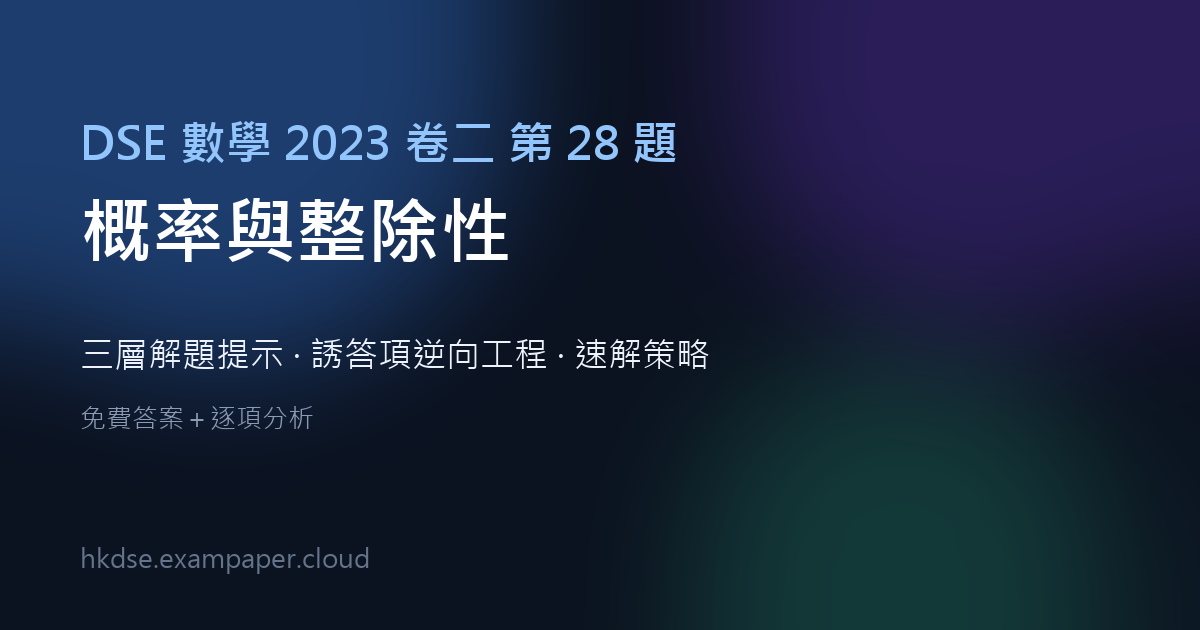 DSE 數學 2023 卷二 第 28 題
概率與整除性
三層解題提示 · 誘答項逆向工程 · 速解策略
免費答案 + 逐項分析
hkdse.exampaper.cloud